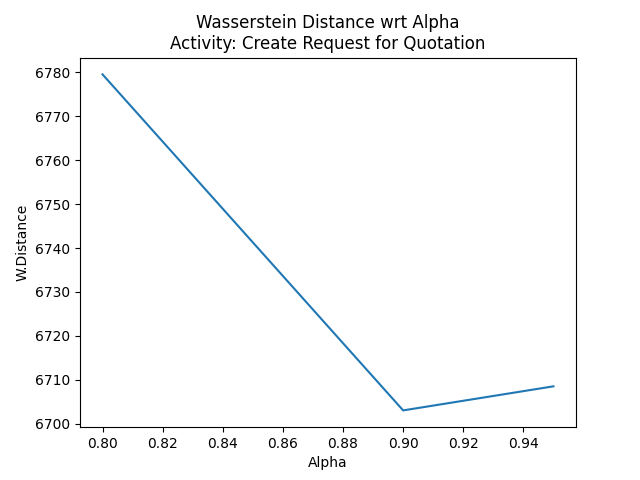 Wasserstein Distance wrt Alpha
Activity: Create Request for Quotation
6780
6770
6760
6750
6740
6730
6720
6710
6700
W.Distance
0.80 0.82 0.84 0.86 0.88 0.90 0.92 0.94
Alpha